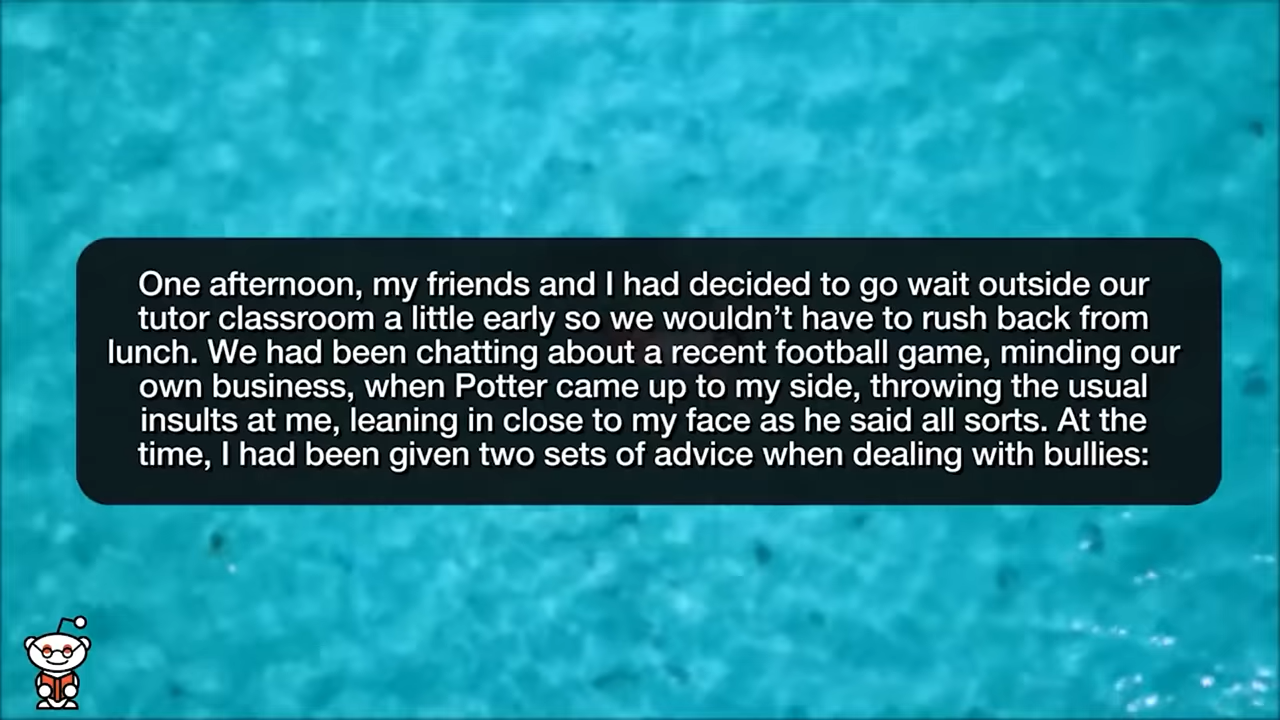 One afternoon, my friends and I had decided to go wait outside our
tutor classroom a little early so we wouldn’t have to rush back from
lunch. We had been chatting about a recent football game, minding our
own business, when Potter came up to my side, throwing the usual
insults at me, leaning in close to my face as he said all sorts. At the
time, I had been given two sets of advice when dealing with bullies: